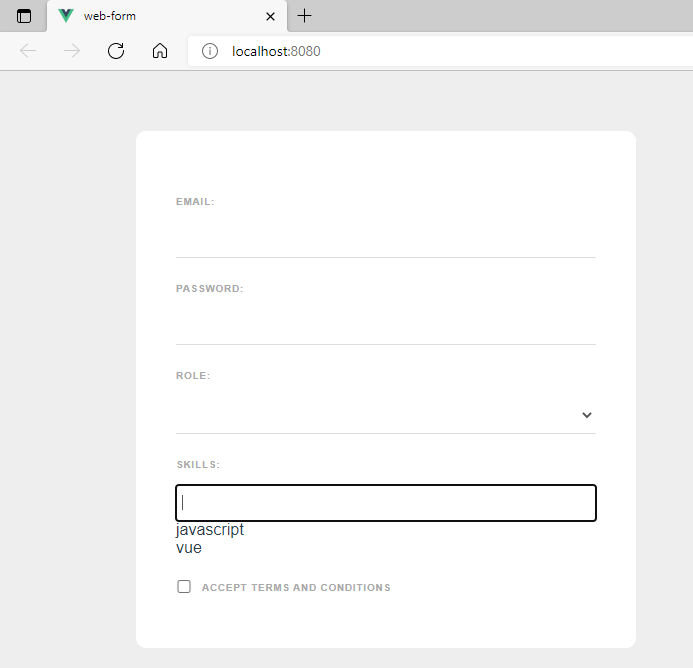 web-form
localhost:8080
EMAIL:
PASSWORD:
ROLE:
SKILLS:
javascript
vue
ACCEPT TERMS AND CONDITIONS